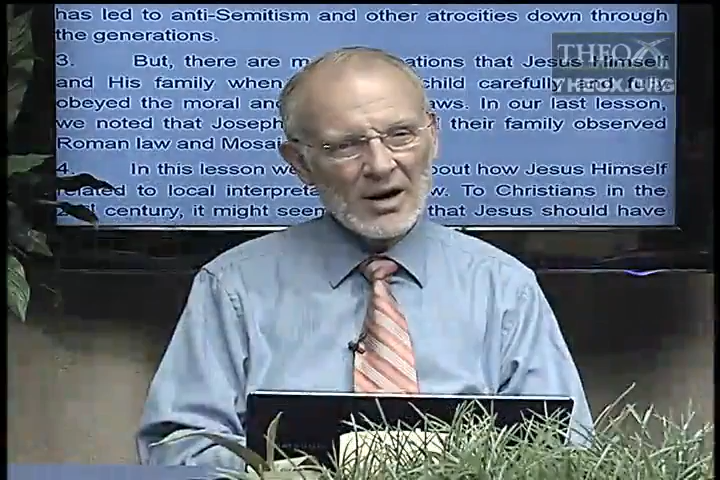 has led to anti-Semitism and other atrocities down through
the generations.
3. But, there are ations that Jesus Himself
and His family when child carefully and fully
obeyed the moral and aws. In our last lesson,
we noted that Joseph their family observed
Roman law and Mosai
4. In this lesson we bout how Jesus Himself
related to local interpreta w. To Christians in the
century, it might seem that Jesus should have
THEOX
THEOX.ORG